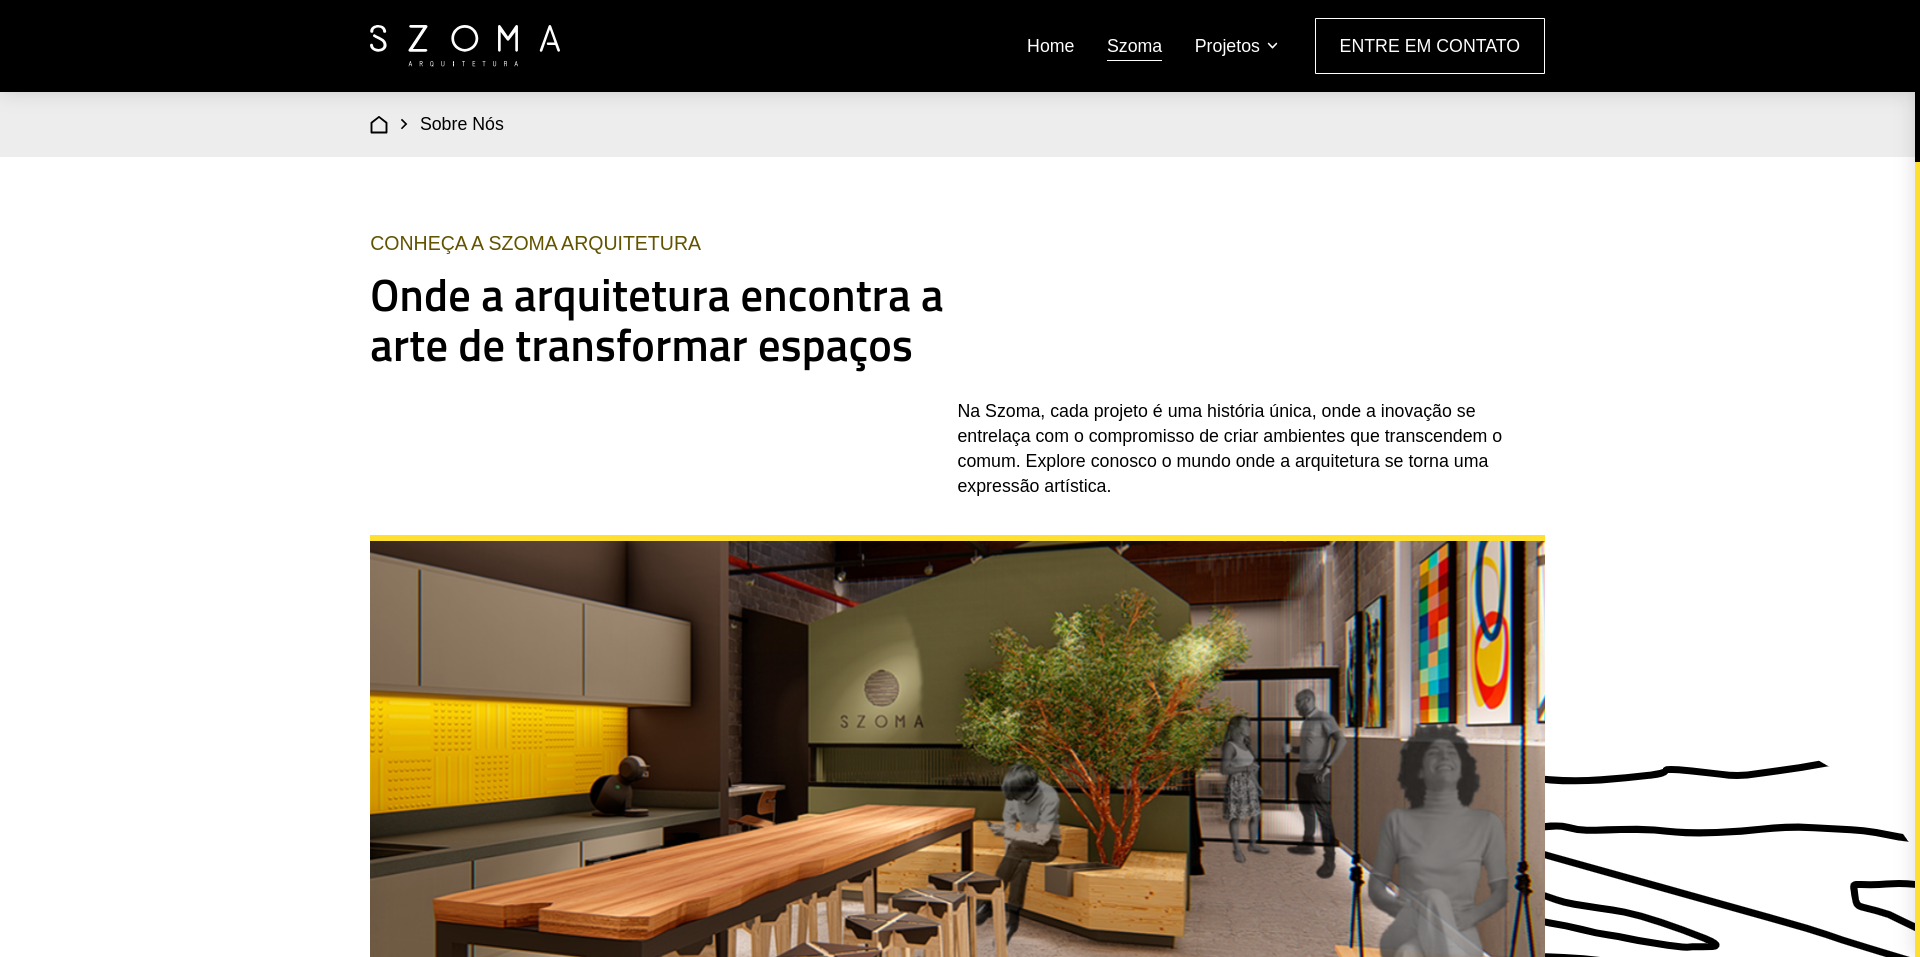 SZOMA
ARQUITETURA
Home
Szoma
Projetos
ENTRE EM CONTATO
Sobre Nós
CONHEÇA A SZOMA ARQUITETURA
Onde a arquitetura encontra a
arte de transformar espaços
Na Szoma, cada projeto é uma história única, onde a inovação se
entrelaça com o compromisso de criar ambientes que transcendem o
comum. Explore conosco o mundo onde a arquitetura se torna uma
expressão artística.
SZOMA